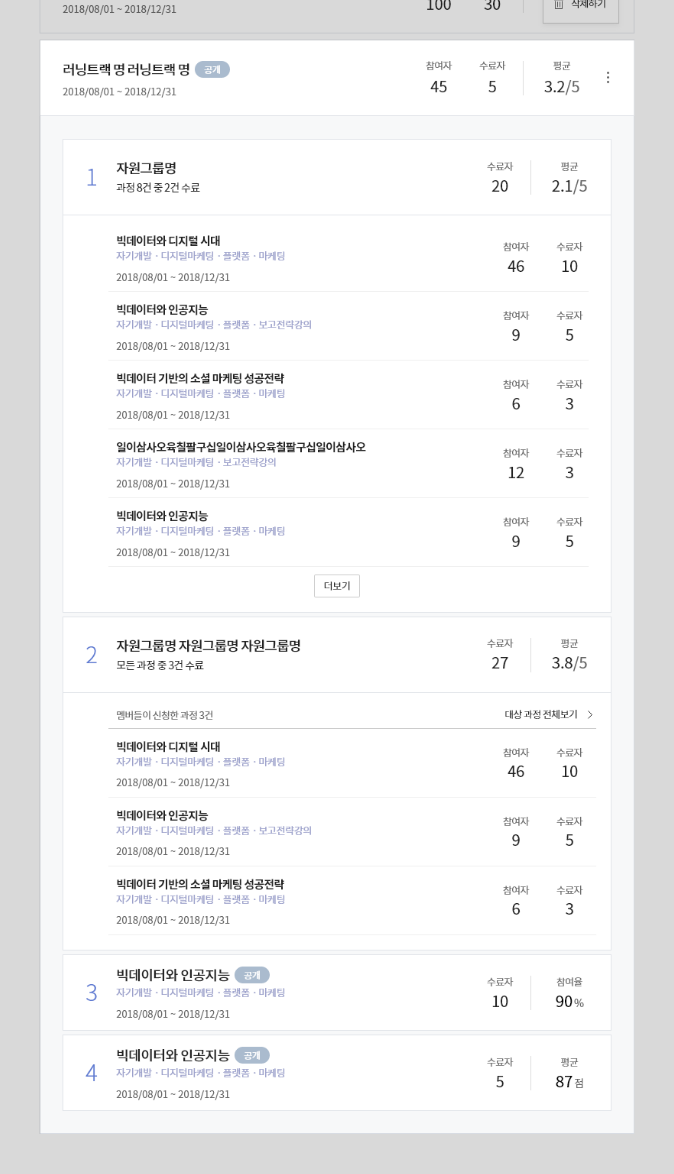 2018/08/01 ~ 2018/12/31
100 30
삭제하기
러닝트랙 명 러닝트랙 명 공개
참여자 수료자 평균
2018/08/01 ~ 2018/12/31
45 5 3.2/5
1
자원그룹명
과정 8건 중 2건 수료
수료자 평균
20 2.1/5
빅데이터와 디지털 시대
자기개발 · 디지털마케팅 · 플랫폼 · 마케팅
2018/08/01 ~ 2018/12/31
참여자 수료자
46 10
빅데이터와 인공지능
자기개발 · 디지털마케팅 · 플랫폼 · 보고전략강의
2018/08/01 ~ 2018/12/31
참여자 수료자
9 5
빅데이터 기반의 소셜 마케팅 성공전략
자기개발 · 디지털마케팅 · 플랫폼 · 마케팅
2018/08/01 ~ 2018/12/31
참여자 수료자
6 3
일이삼사오육칠팔구십일이삼사오육칠팔구십일이삼사오
자기개발 · 디지털마케팅 · 보고전략강의
2018/08/01 ~ 2018/12/31
참여자 수료자
12 3
빅데이터와 인공지능
자기개발 · 디지털마케팅 · 플랫폼 · 마케팅
2018/08/01 ~ 2018/12/31
참여자 수료자
9 5
더보기
2
자원그룹명 자원그룹명 자원그룹명
모든 과정 중 3건 수료
수료자 평균
27 3.8/5
멤버들이 신청한 과정 3건
대상 과정 전체보기
빅데이터와 디지털 시대
자기개발 · 디지털마케팅 · 플랫폼 · 마케팅
2018/08/01 ~ 2018/12/31
참여자 수료자
46 10
빅데이터와 인공지능
자기개발 · 디지털마케팅 · 플랫폼 · 보고전략강의
2018/08/01 ~ 2018/12/31
참여자 수료자
9 5
빅데이터 기반의 소셜 마케팅 성공전략
자기개발 · 디지털마케팅 · 플랫폼 · 마케팅
2018/08/01 ~ 2018/12/31
참여자 수료자
6 3
3
빅데이터와 인공지능 공개
자기개발 · 디지털마케팅 · 플랫폼 · 마케팅
2018/08/01 ~ 2018/12/31
수료자 참여율
10 90%
4
빅데이터와 인공지능 공개
자기개발 · 디지털마케팅 · 플랫폼 · 마케팅
2018/08/01 ~ 2018/12/31
수료자 평균
5 87점